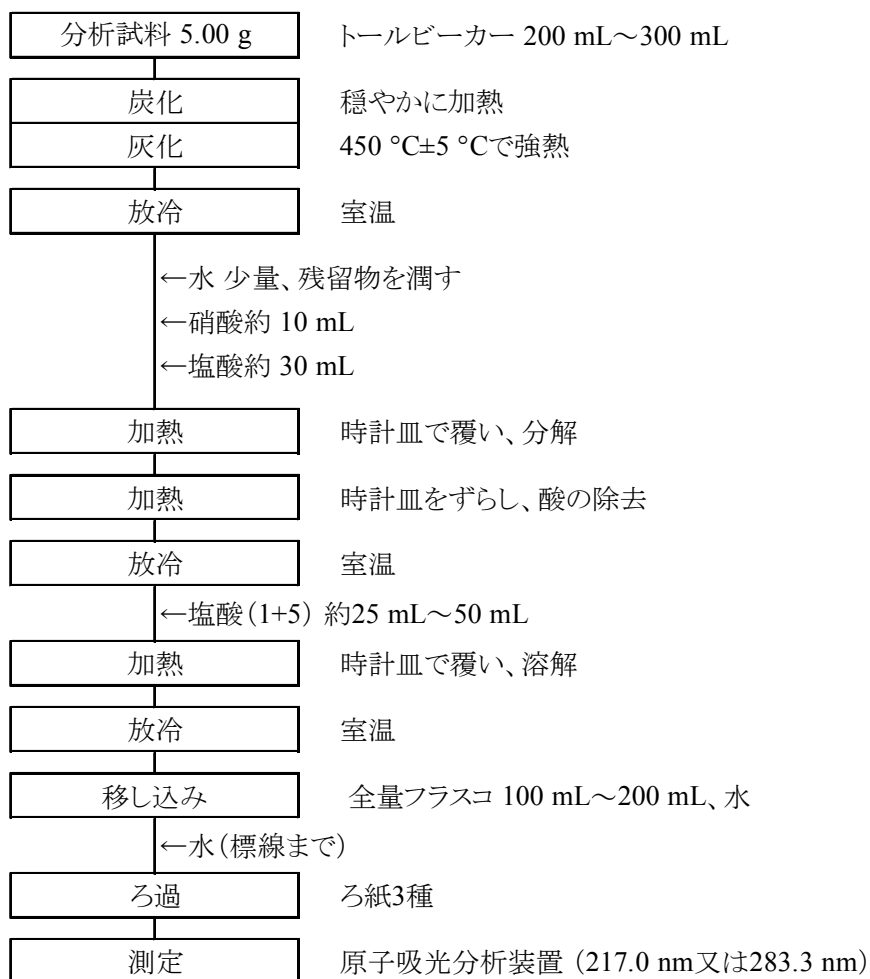 分析試料 5.00 g トールビーカー 200 mL~300 mL
炭化 穏やかに加熱
灰化 450 °C±5 °Cで強熱
放冷 室温
←水 少量、残留物を潤す
←硝酸約 10 mL
←塩酸約 30 mL
加熱 時計皿で覆い、分解
加熱 時計皿をずらし、酸の除去
放冷 室温
←塩酸(1+5) 約25 mL~50 mL
加熱 時計皿で覆い、溶解
放冷 室温
移し込み 全量フラスコ 100 mL~200 mL、水
←水(標線まで)
ろ過 ろ紙3種
測定 原子吸光分析装置 (217.0 nm又は283.3 nm)